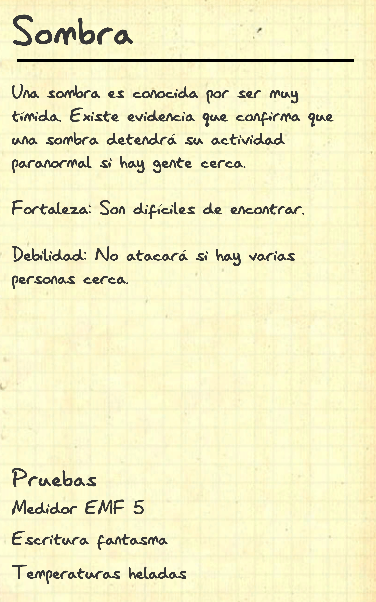 Sombra
Una sombra es conocida por ser muy
tímida. Existe evidencia que confirma que
una sombra detendrá su actividad
paranormal si hay gente cerca.
Fortaleza: Son difíciles de encontrar.
Debilidad: No atacará si hay varias
personas cerca.
Pruebas
Medidor EMF 5
Escritura fantasma
Temperaturas heladas